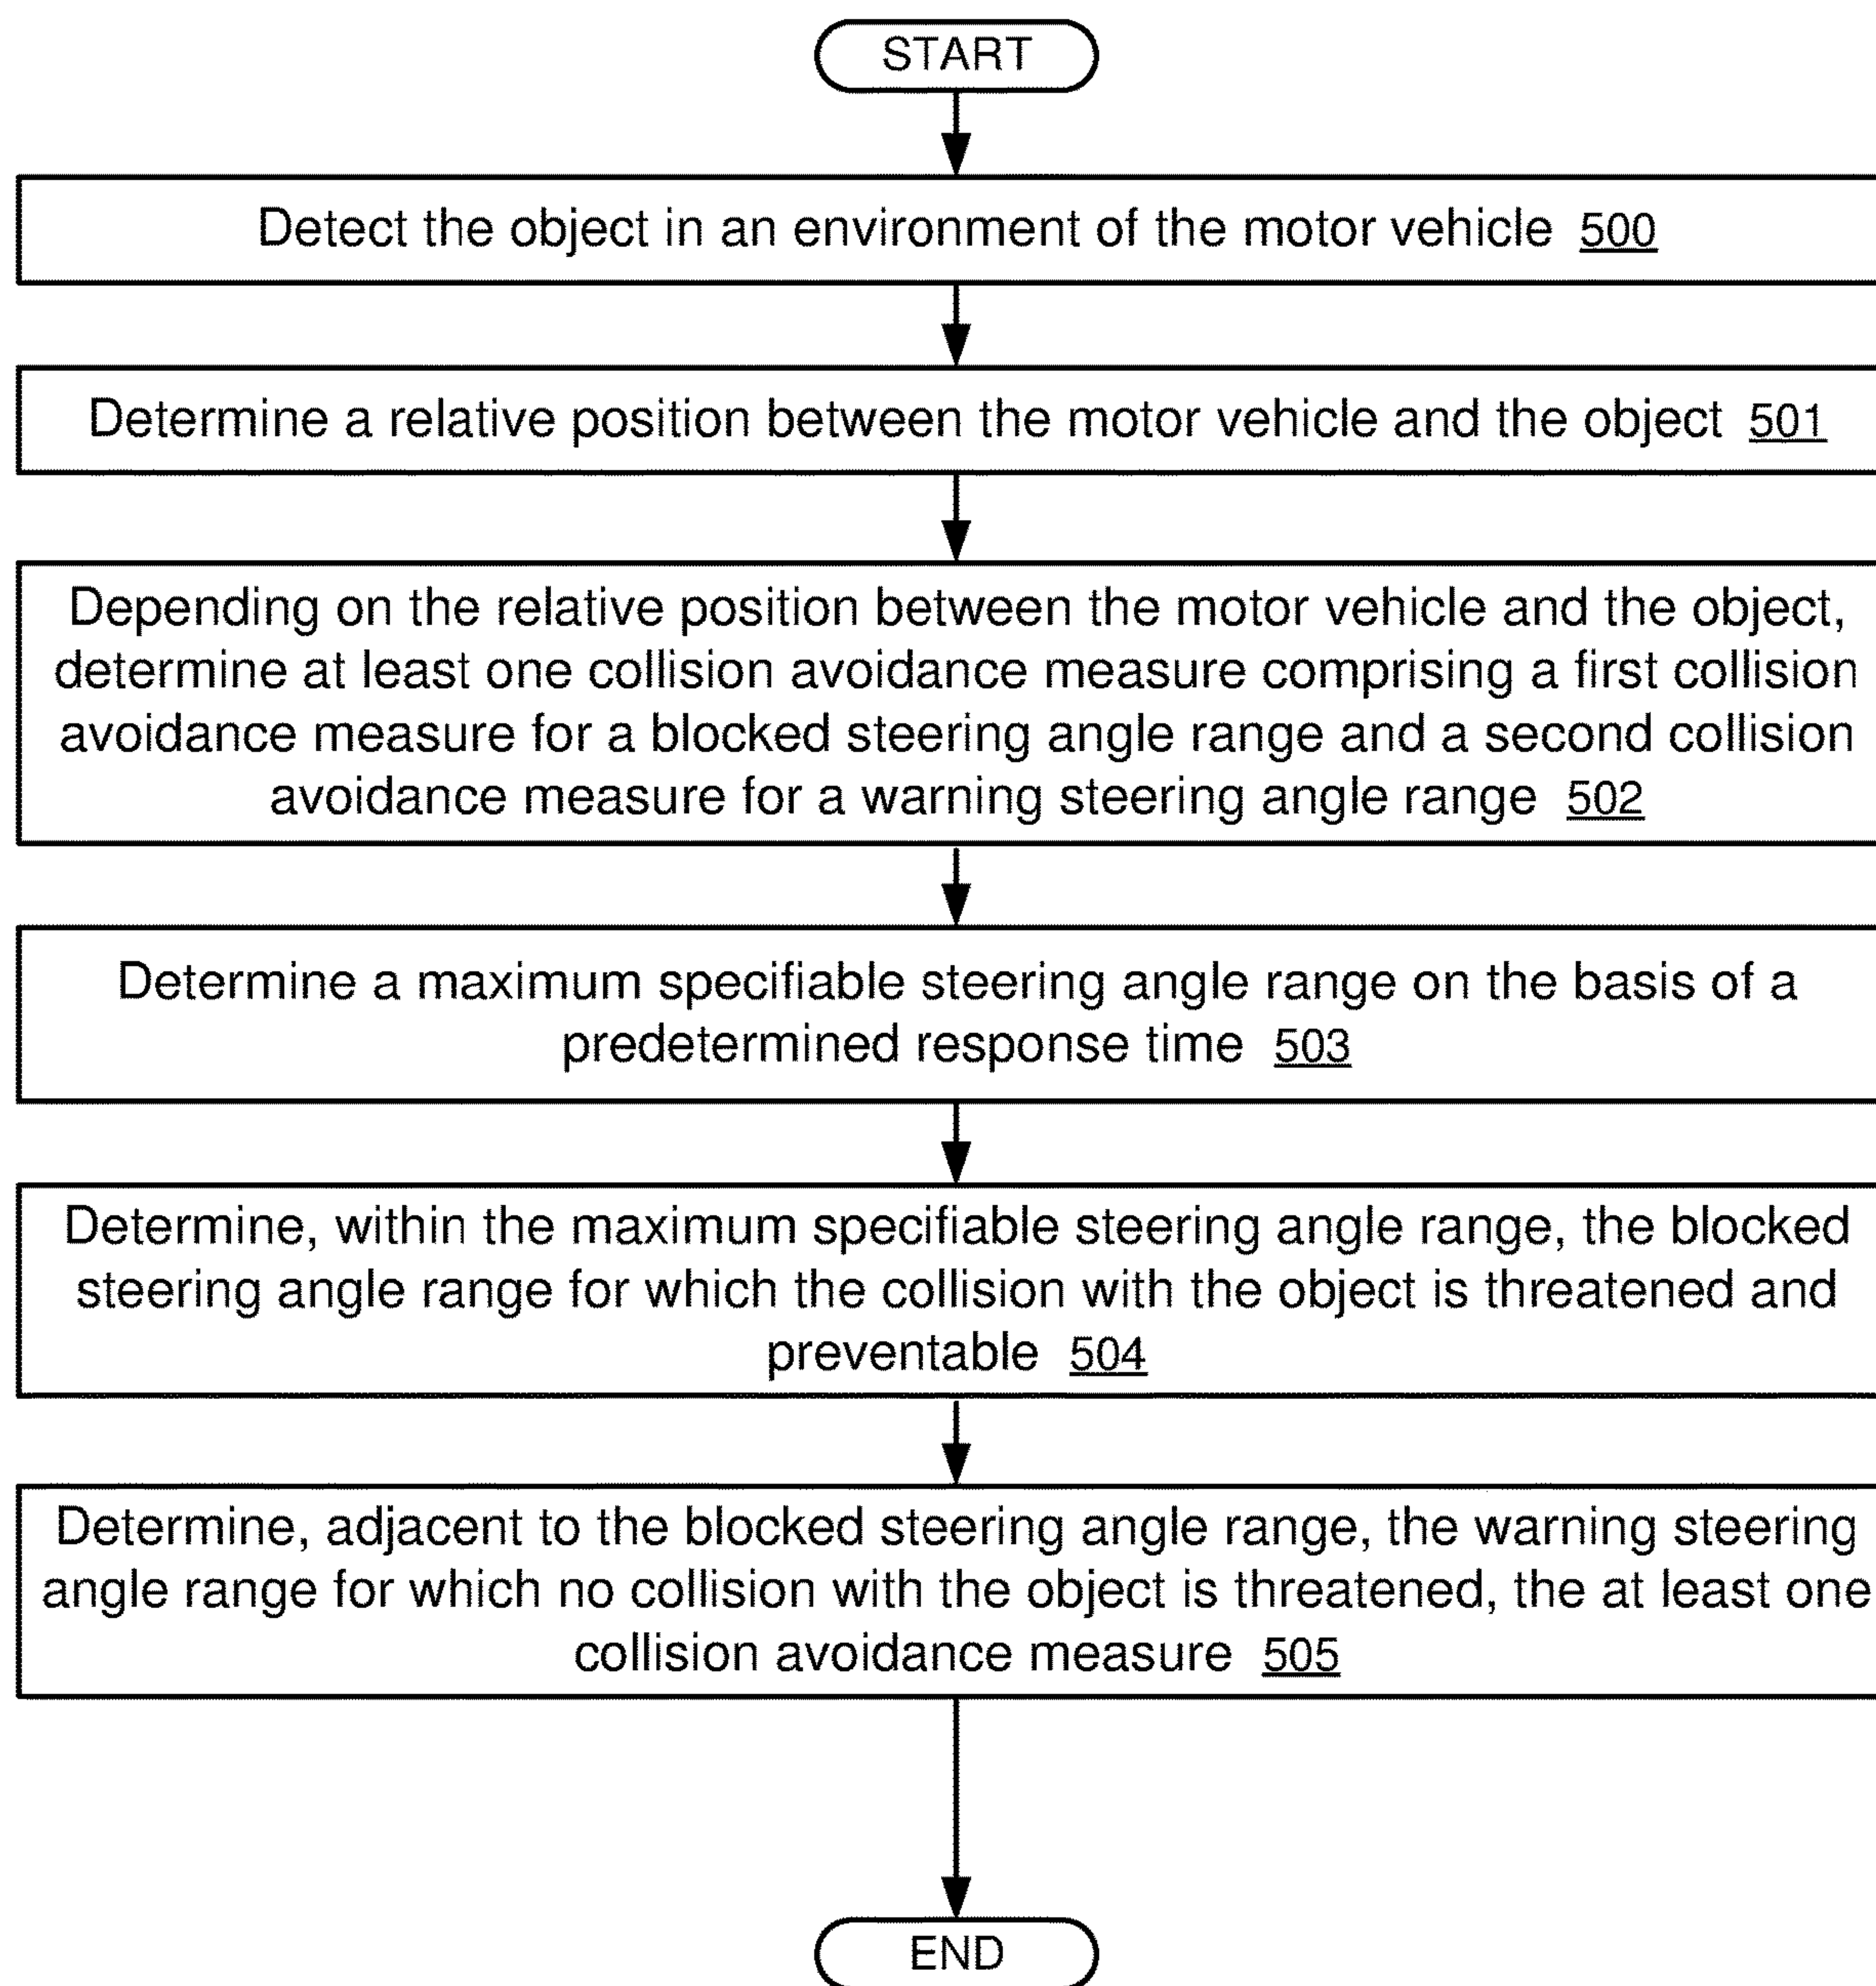 START
Detect the object in an environment of the motor vehicle 500
Determine a relative position between the motor vehicle and the object 501
Depending on the relative position between the motor vehicle and the object,
determine at least one collision avoidance measure comprising a first collision
avoidance measure for a blocked steering angle range and a second collision
avoidance measure for a warning steering angle range 502
Determine a maximum specifiable steering angle range on the basis of a
predetermined response time 503
Determine, within the maximum specifiable steering angle range, the blocked
steering angle range for which the collision with the object is threatened and
preventable 504
Determine, adjacent to the blocked steering angle range, the warning steering
angle range for which no collision with the object is threatened, the at least one
collision avoidance measure 505
END